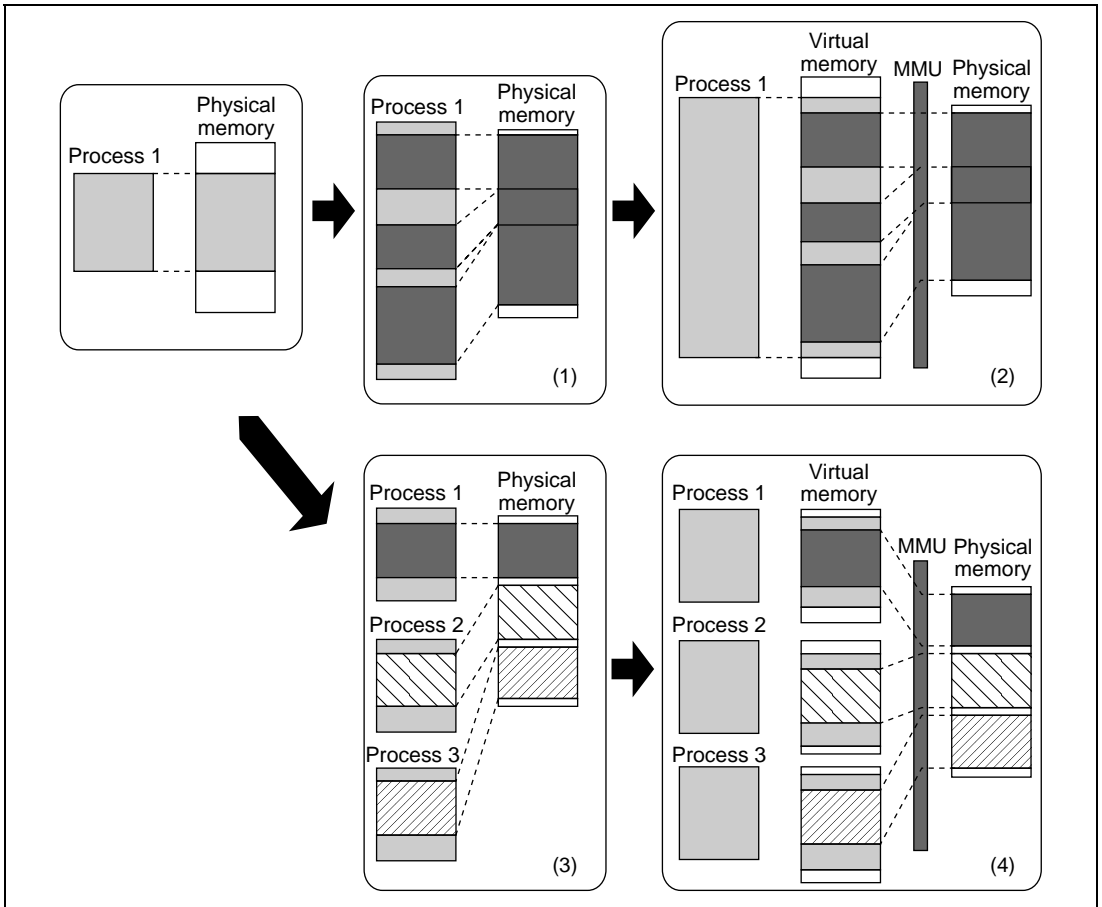 Physical
memory
Process 1
Process 1
Physical
memory
(1)
Virtual
memory
MMU
Physical
memory
Process 1
(2)
Process 1
Physical
memory
Process 2
Process 3
(3)
Process 1
Virtual
memory
MMU
Physical
memory
Process 2
Process 3
(4)